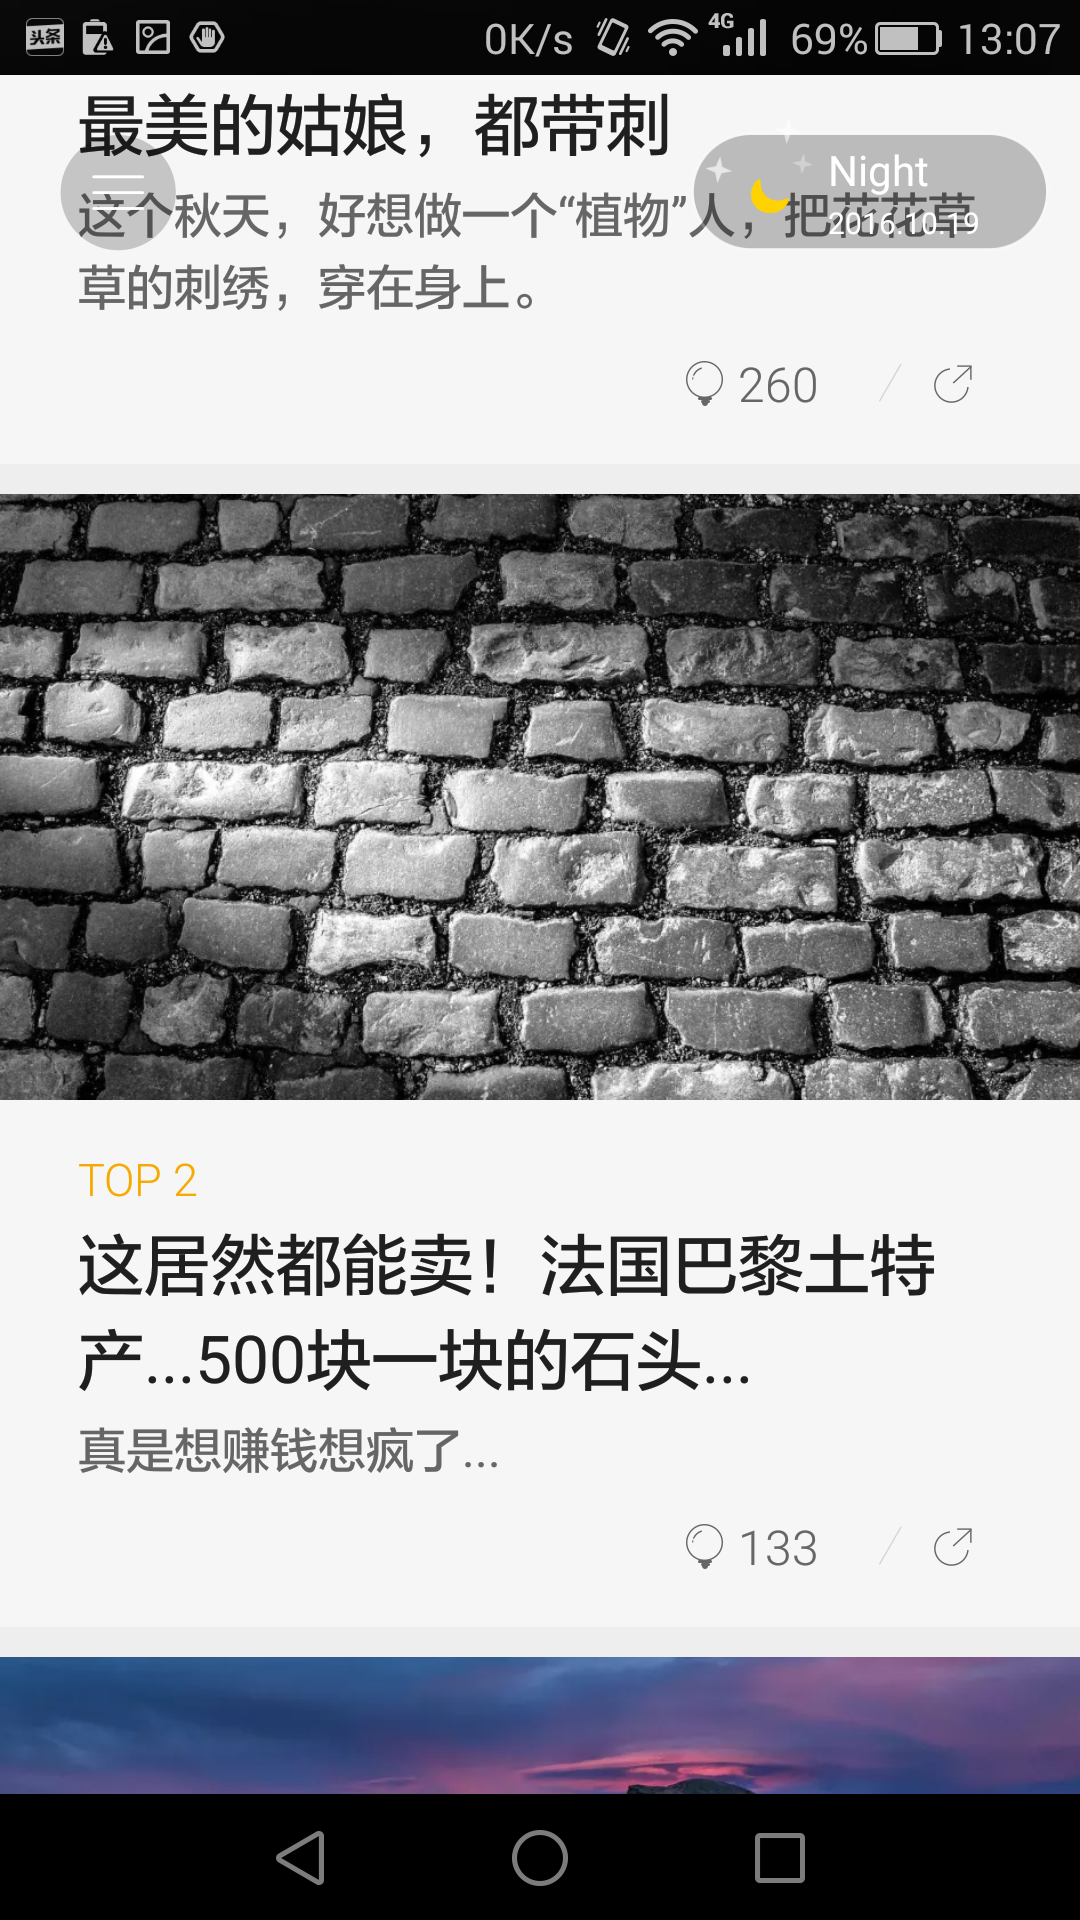 头条
0K/s 4G 69% 13:07
最美的姑娘，都带刺
Night
这个秋天，好想做一个“植物”人，把花花草
2016.10.19
草的刺绣，穿在身上。
260
TOP 2
这居然都能卖！法国巴黎土特
产...500块一块的石头...
真是想赚钱想疯了...
133